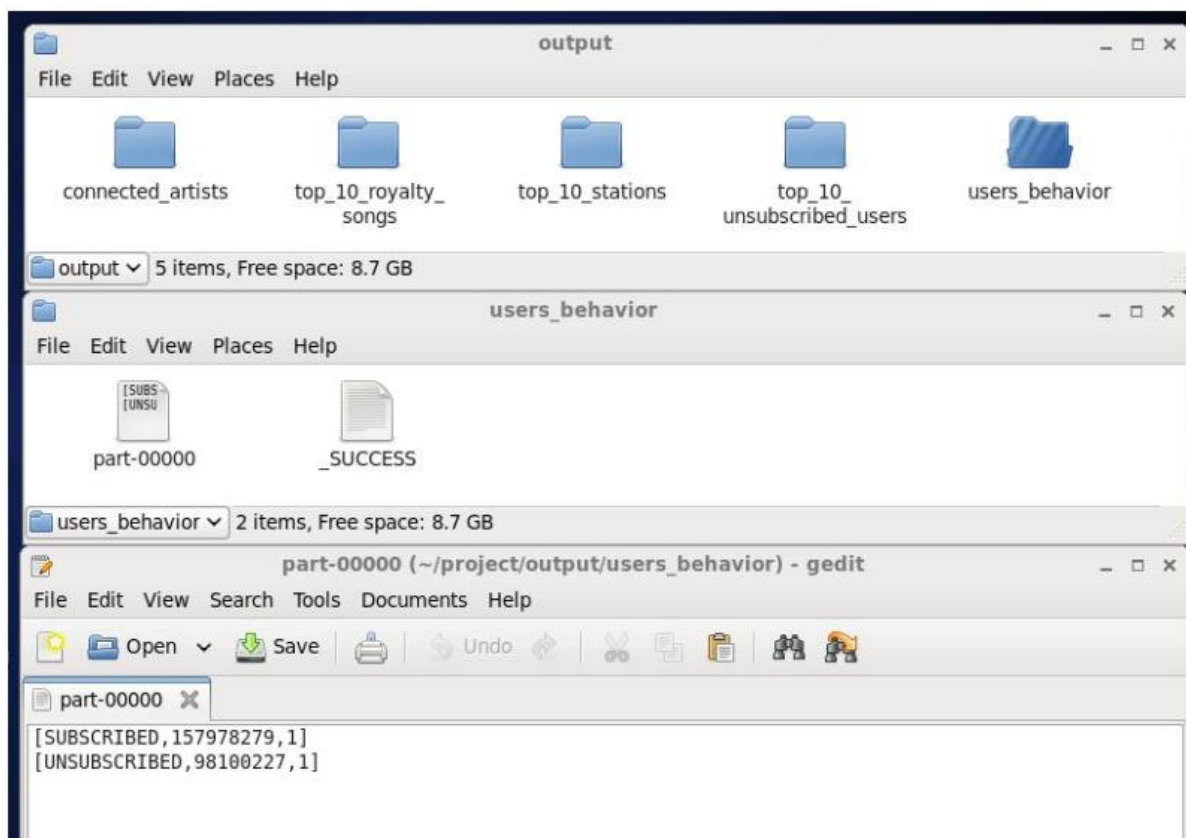 output
File Edit View Places Help
connected_artists top_10_royalty_ songs top_10_stations top_10_ unsubscribed_users users_behavior
output 5 items, Free space: 8.7 GB
users_behavior
File Edit View Places Help
[SUBS
[UNSU
part-00000 _SUCCESS
users_behavior 2 items, Free space: 8.7 GB
part-00000 (~/project/output/users_behavior) - gedit
File Edit View Search Tools Documents Help
Open Save Undo
part-00000
[SUBSCRIBED,157978279,1]
[UNSUBSCRIBED,98100227,1]